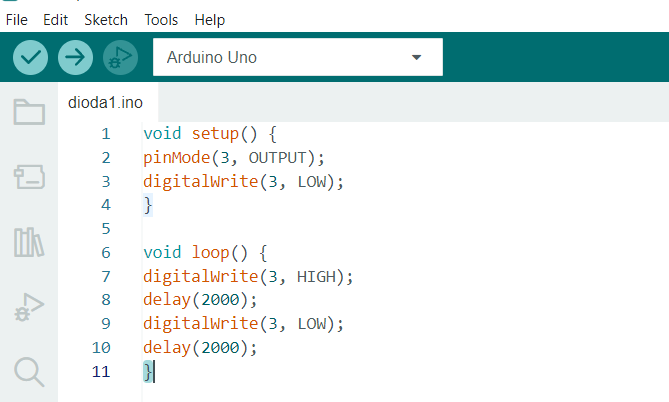 File Edit Sketch Tools Help
Arduino Uno
dioda1.ino
1 void setup() {
2 pinMode(3, OUTPUT);
3 digitalWrite(3, LOW);
4 }
5
6 void loop() {
7 digitalWrite(3, HIGH);
8 delay(2000);
9 digitalWrite(3, LOW);
10 delay(2000);
11 }